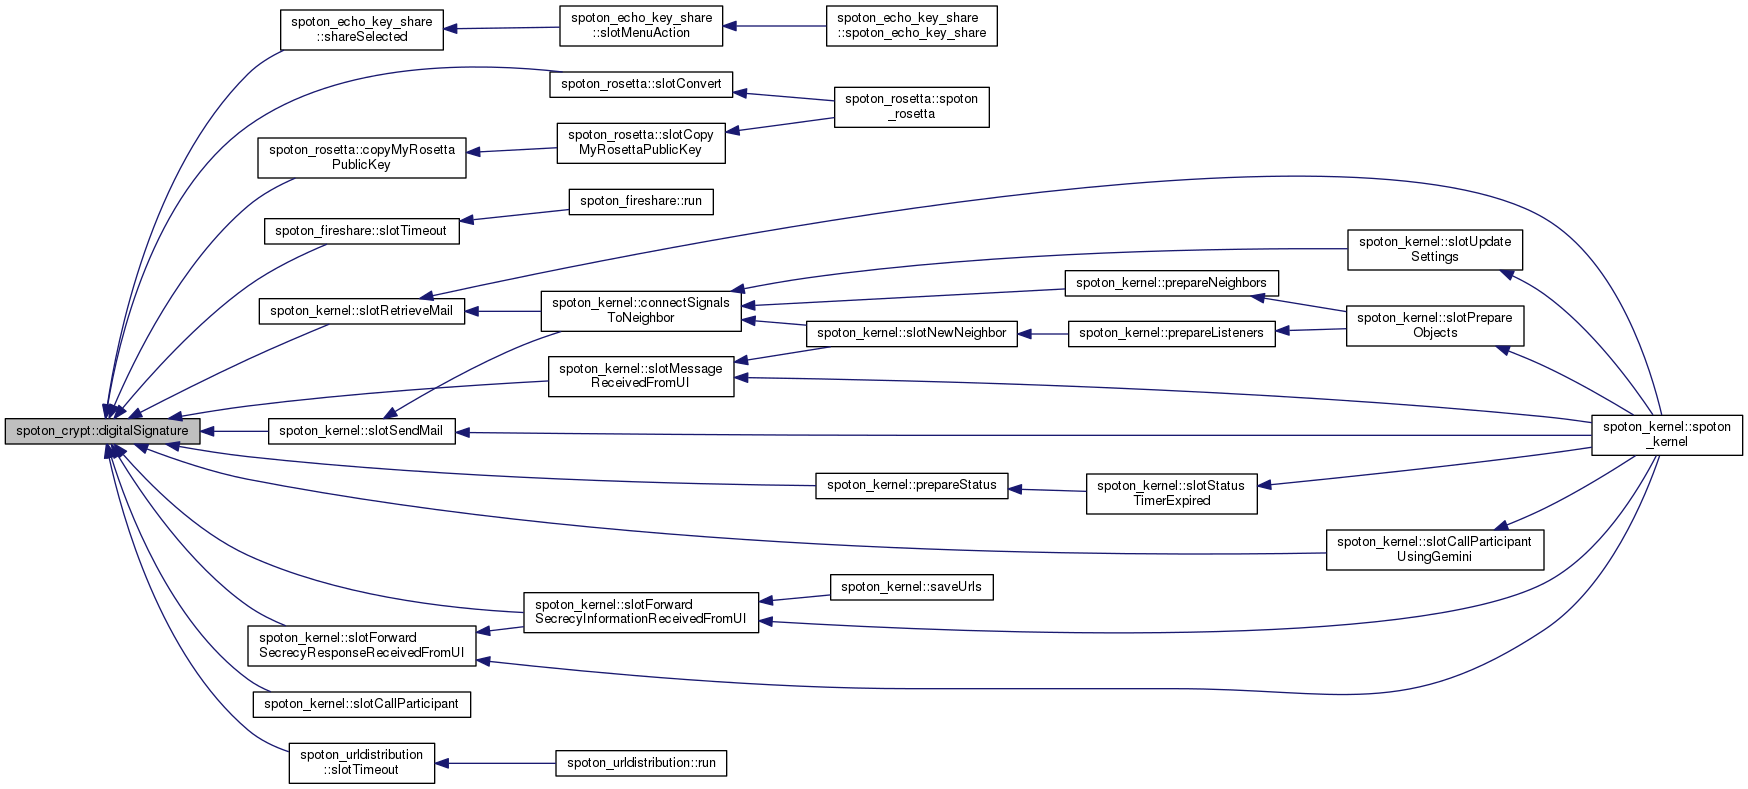 spoton_echo_key_share
::shareSelected
spoton_echo_key_share
::slotMenuAction
spoton_echo_key_share
::spoton_echo_key_share
spoton_rosetta::slotConvert
spoton_rosetta::spoton
_rosetta
spoton_rosetta::copyMyRosetta
PublicKey
spoton_rosetta::slotCopy
MyRosettaPublicKey
spoton_fireshare::slotTimeout
spoton_fireshare::run
spoton_kernel::slotRetrieveMail
spoton_kernel::connectSignals
ToNeighbor
spoton_kernel::slotUpdate
Settings
spoton_kernel::prepareNeighbors
spoton_kernel::slotNewNeighbor
spoton_kernel::prepareListeners
spoton_kernel::slotPrepare
Objects
spoton_kernel::slotMessage
ReceivedFromUI
spoton_crypt::digitalSignature
spoton_kernel::slotSendMail
spoton_kernel::spoton
_kernel
spoton_kernel::prepareStatus
spoton_kernel::slotStatus
TimerExpired
spoton_kernel::slotCallParticipant
UsingGemini
spoton_kernel::slotForward
SecrecyInformationReceivedFromUI
spoton_kernel::saveUrls
spoton_kernel::slotForward
SecrecyResponseReceivedFromUI
spoton_kernel::slotCallParticipant
spoton_urldistribution
::slotTimeout
spoton_urldistribution::run